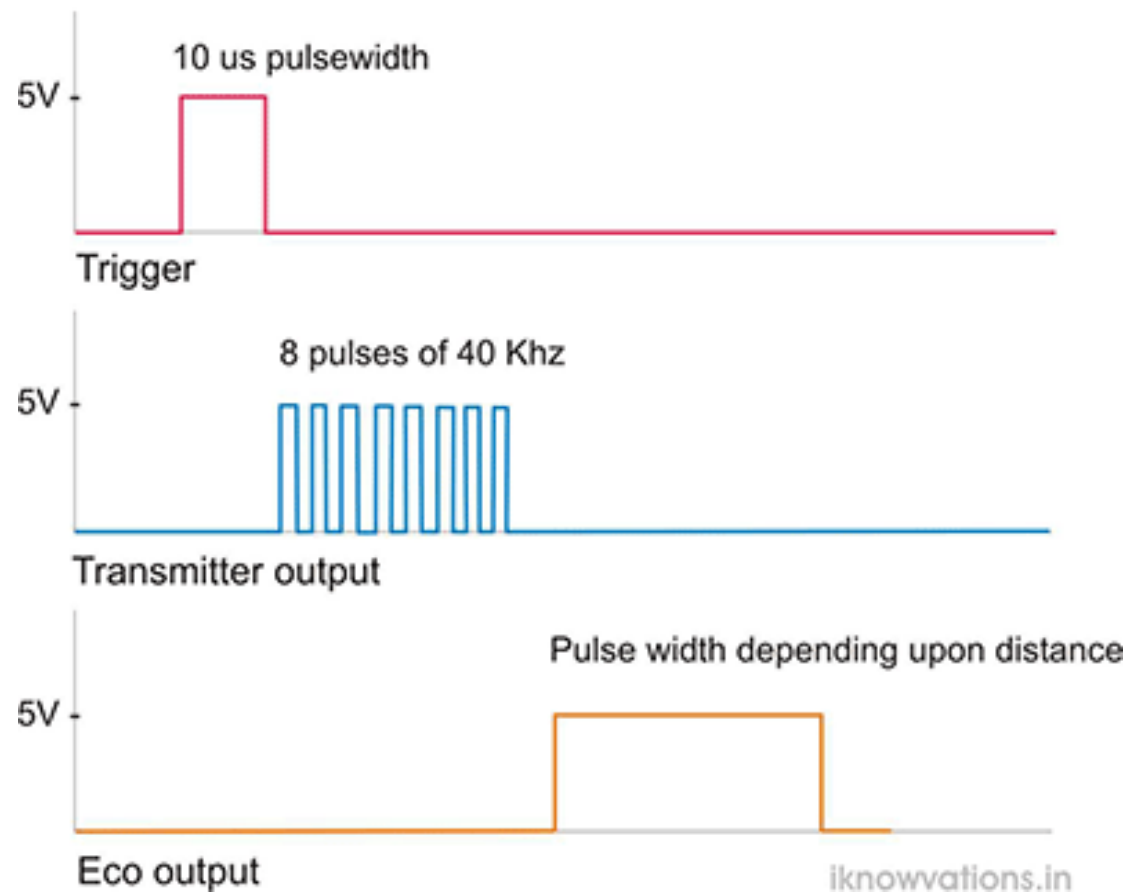 10 us pulsewidth
5V
Trigger
8 pulses of 40 Khz
5V
Transmitter output
Pulse width depending upon distance
5V
Eco output
iknowvations.in